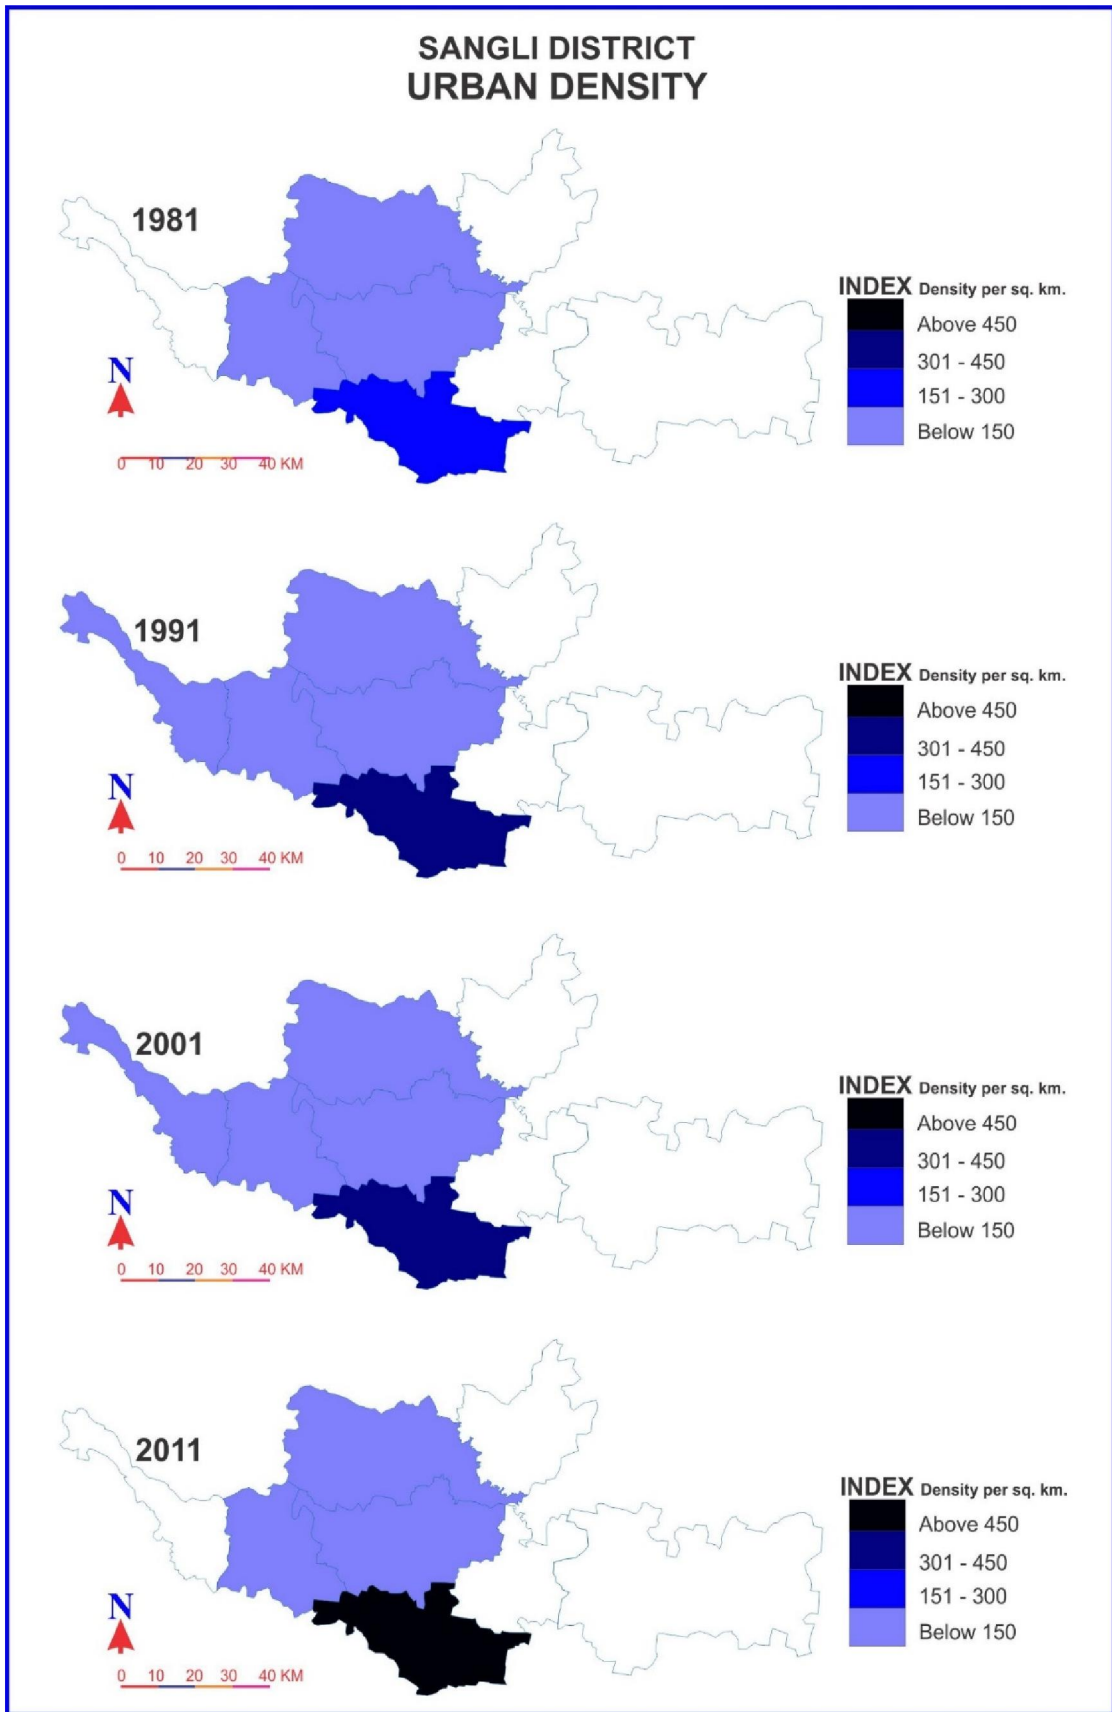 SANGLI DISTRICT
URBAN DENSITY
1981
INDEX Density per sq. km.
Above 450
301 - 450
151 - 300
Below 150
N
0 10 20 30 40 KM
1991
INDEX Density per sq. km.
Above 450
301 - 450
151 - 300
Below 150
N
0 10 20 30 40 KM
2001
INDEX Density per sq. km.
Above 450
301 - 450
151 - 300
Below 150
N
0 10 20 30 40 KM
2011
INDEX Density per sq. km.
Above 450
301 - 450
151 - 300
Below 150
N
0 10 20 30 40 KM